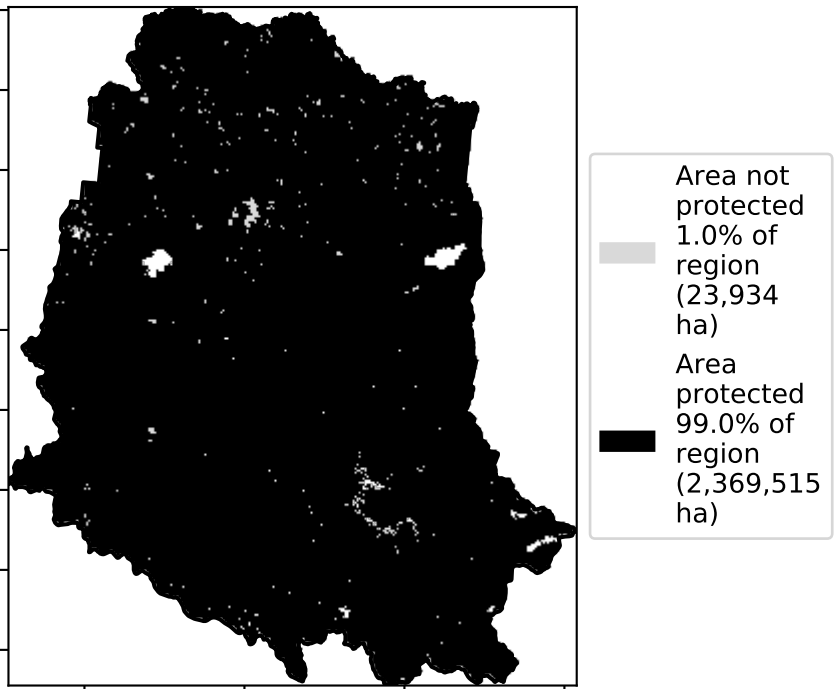 Area not
protected
1.0% of
region
(23,934
ha)
Area
protected
99.0% of
region
(2,369,515
ha)